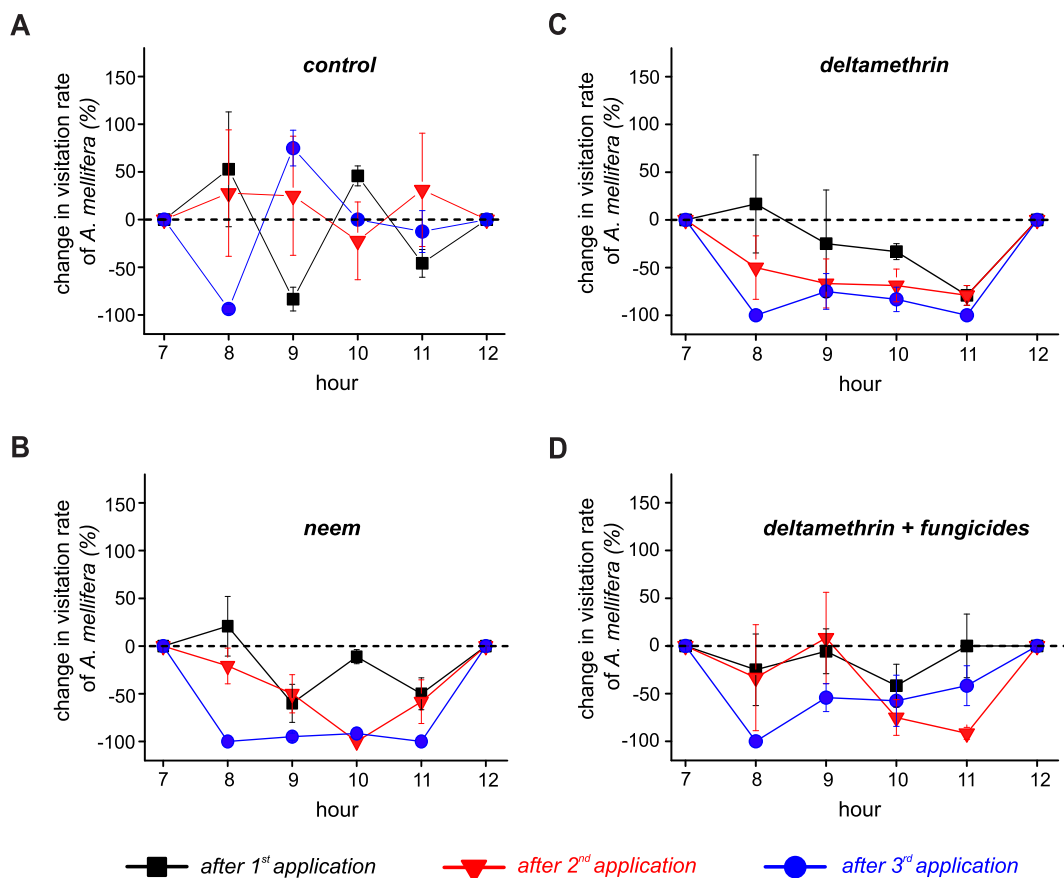 A
control
change in visitation rate
of A. mellifera (%)
150
100
50
0
-50
-100
7 8 9 10 11 12
hour
C
deltamethrin
change in visitation rate
of A. mellifera (%)
150
100
50
0
-50
-100
7 8 9 10 11 12
hour
B
neem
change in visitation rate
of A. mellifera (%)
150
100
50
0
-50
-100
7 8 9 10 11 12
hour
D
deltamethrin + fungicides
change in visitation rate
of A. mellifera (%)
150
100
50
0
-50
-100
7 8 9 10 11 12
hour
after 1st application after 2nd application after 3rd application